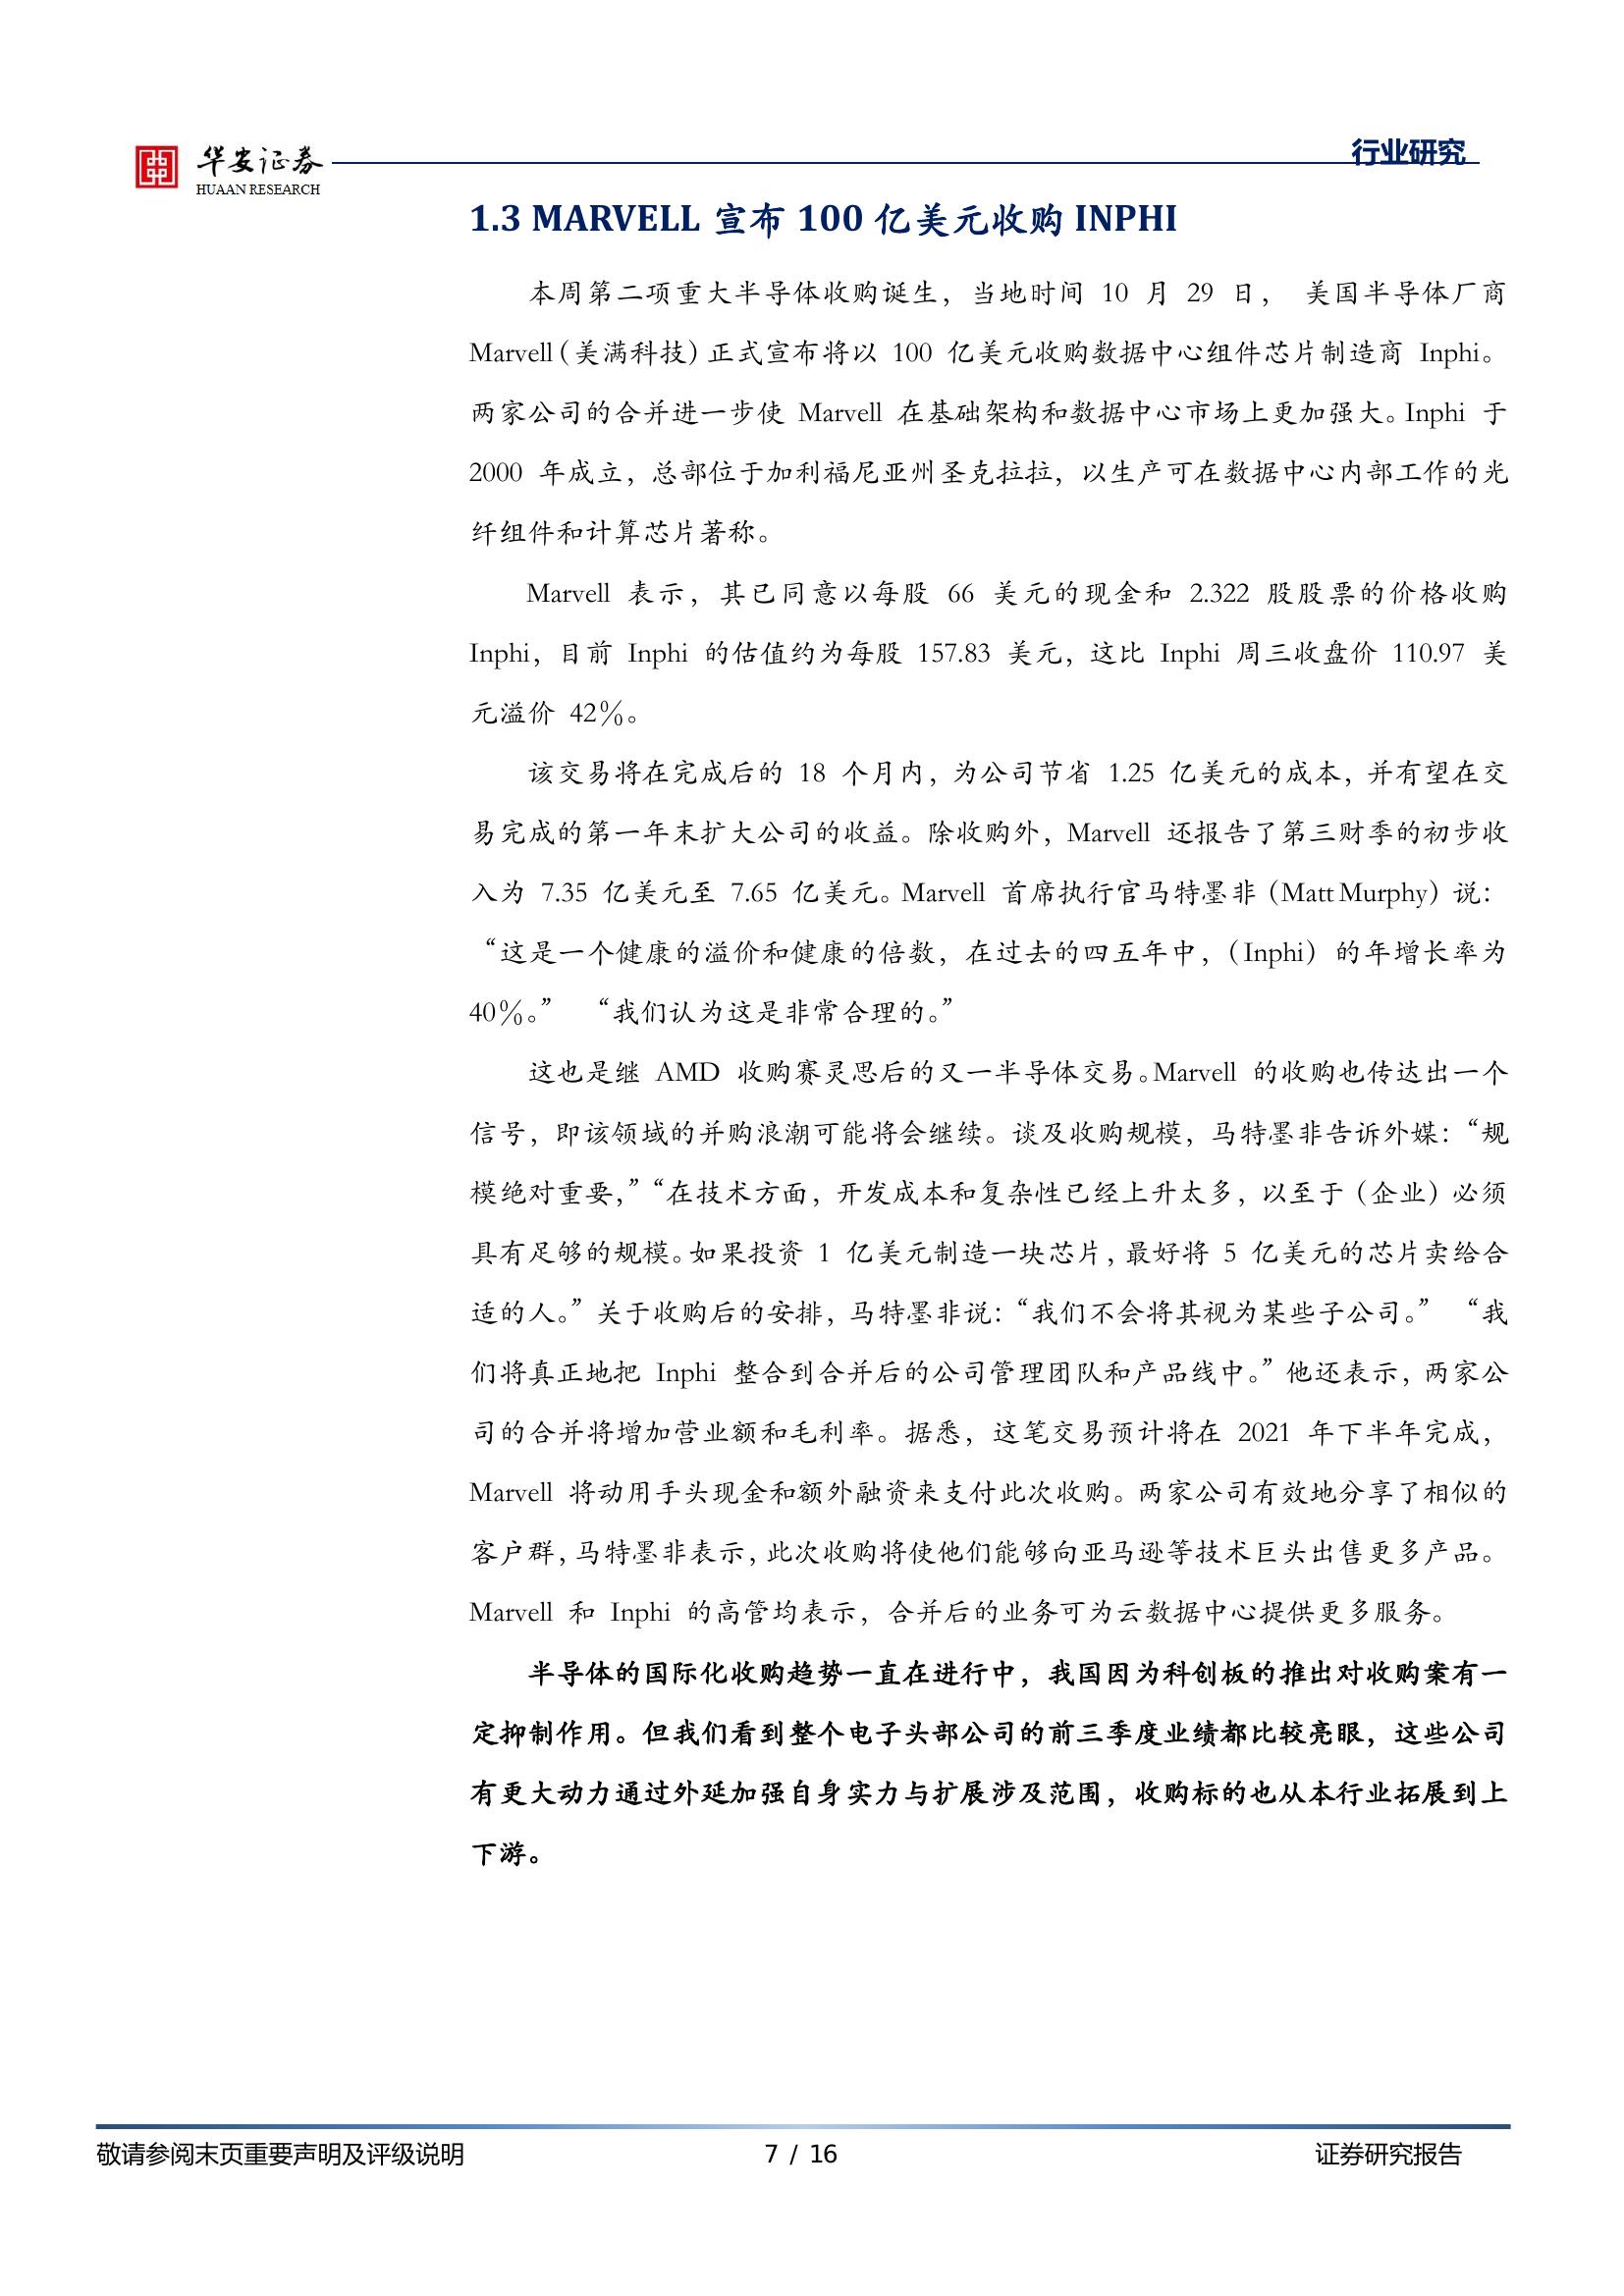 华安证券
HUAAN RESEARCH
行业研究
1.3 MARVELL 宣布 100 亿美元收购 INPHI
本周第二项重大半导体收购诞生，当地时间 10 月 29 日， 美国半导体厂商
Marvell（美满科技）正式宣布将以 100 亿美元收购数据中心组件芯片制造商 Inphi。
两家公司的合并进一步使 Marvell 在基础架构和数据中心市场上更加强大。Inphi 于
2000 年成立，总部位于加利福尼亚州圣克拉拉，以生产可在数据中心内部工作的光
纤组件和计算芯片著称。
Marvell 表示，其已同意以每股 66 美元的现金和 2.322 股股票的价格收购
Inphi，目前 Inphi 的估值约为每股 157.83 美元，这比 Inphi 周三收盘价 110.97 美
元溢价 42％。
该交易将在完成后的 18 个月内，为公司节省 1.25 亿美元的成本，并有望在交
易完成的第一年末扩大公司的收益。除收购外，Marvell 还报告了第三财季的初步收
入为 7.35 亿美元至 7.65 亿美元。Marvell 首席执行官马特墨非（Matt Murphy）说：
“这是一个健康的溢价和健康的倍数，在过去的四五年中，（Inphi）的年增长率为
40％。” “我们认为这是非常合理的。”
这也是继 AMD 收购赛灵思后的又一半导体交易。Marvell 的收购也传达出一个
信号，即该领域的并购浪潮可能将会继续。谈及收购规模，马特墨非告诉外媒：“规
模绝对重要，”“在技术方面，开发成本和复杂性已经上升太多，以至于（企业）必须
具有足够的规模。如果投资 1 亿美元制造一块芯片，最好将 5 亿美元的芯片卖给合
适的人。”关于收购后的安排，马特墨非说：“我们不会将其视为某些子公司。” “我
们将真正地把 Inphi 整合到合并后的公司管理团队和产品线中。”他还表示，两家公
司的合并将增加营业额和毛利率。据悉，这笔交易预计将在 2021 年下半年完成，
Marvell 将动用手头现金和额外融资来支付此次收购。两家公司有效地分享了相似的
客户群，马特墨非表示，此次收购将使他们能够向亚马逊等技术巨头出售更多产品。
Marvell 和 Inphi 的高管均表示，合并后的业务可为云数据中心提供更多服务。
半导体的国际化收购趋势一直在进行中，我国因为科创板的推出对收购案有一
定抑制作用。但我们看到整个电子头部公司的前三季度业绩都比较亮眼，这些公司
有更大动力通过外延加强自身实力与扩展涉及范围，收购标的也从本行业拓展到上
下游。
敬请参阅末页重要声明及评级说明
7 / 16
证券研究报告